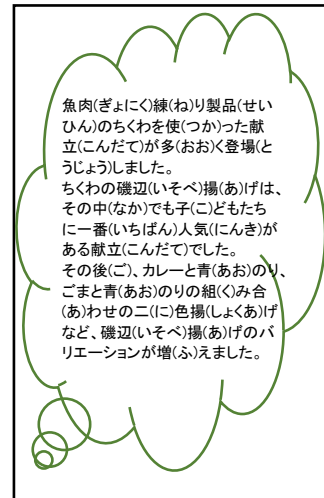 魚肉(ぎょにく)練(ね)り製品(せい
ひん)のちくわを使(つか)った献
立(こんだて)が多(おお)く登場(と
うじょう)しました。
ちくわの磯辺(いそべ)揚(あ)げは、
その中(なか)でも子(こ)どもたち
に一番(いちばん)人気(にんき)が
ある献立(こんだて)でした。
その後(ご)、カレーと青(あお)のり、
ごまと青(あお)のりの組(く)み合
(あ)わせの二(に)色揚(しょくあ)げ
など、磯辺(いそべ)揚(あ)げのバ
リエーションが増(ふ)えました。